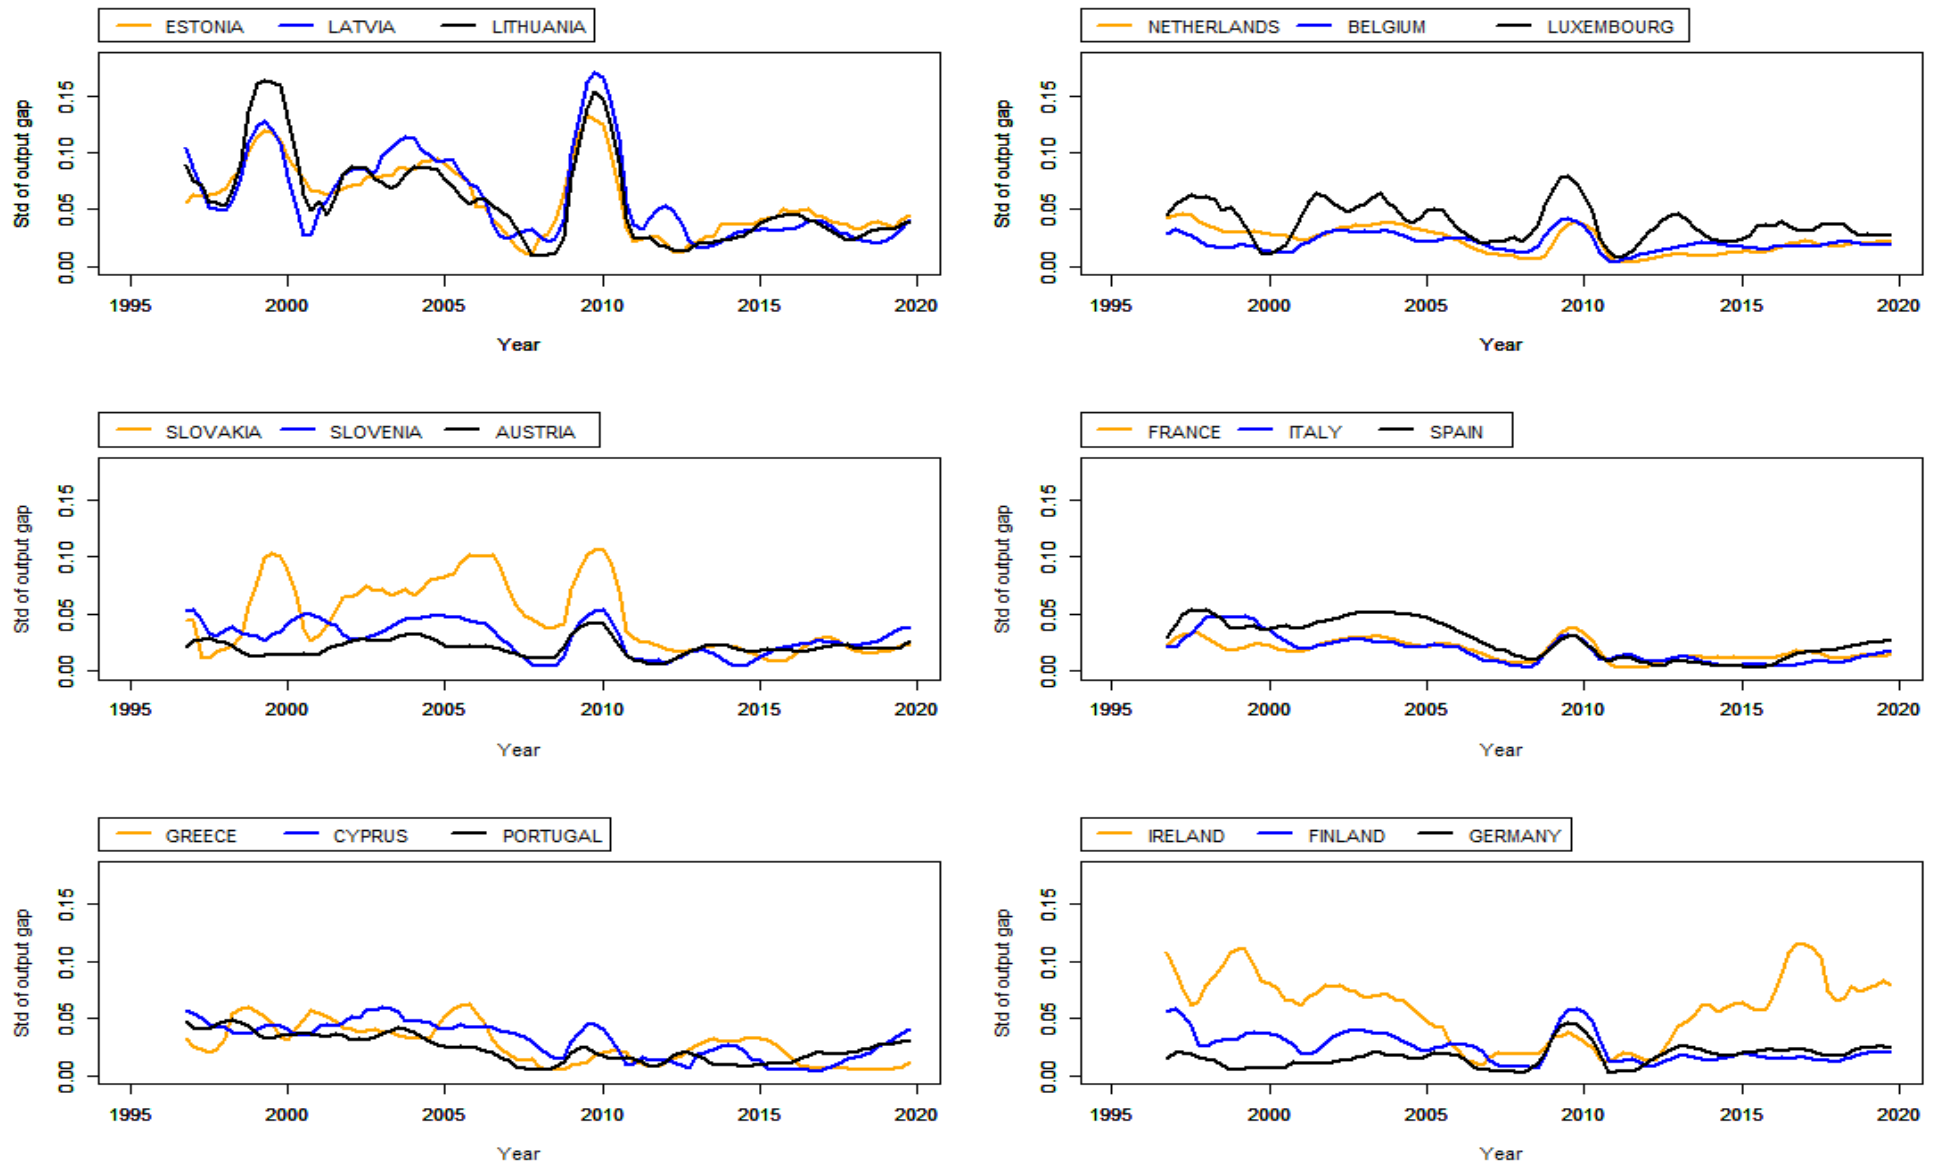 ESTONIA LATVIA LITHUANIA
Std of output gap
0.00 0.05 0.10 0.15
1995 2000 2005 2010 2015 2020
Year
NETHERLANDS BELGIUM LUXEMBOURG
Std of output gap
0.00 0.05 0.10 0.15
1995 2000 2005 2010 2015 2020
Year
SLOVAKIA SLOVENIA AUSTRIA
Std of output gap
0.00 0.05 0.10 0.15
1995 2000 2005 2010 2015 2020
Year
FRANCE ITALY SPAIN
Std of output gap
0.00 0.05 0.10 0.15
1995 2000 2005 2010 2015 2020
Year
GREECE CYPRUS PORTUGAL
Std of output gap
0.00 0.05 0.10 0.15
1995 2000 2005 2010 2015 2020
Year
IRELAND FINLAND GERMANY
Std of output gap
0.00 0.05 0.10 0.15
1995 2000 2005 2010 2015 2020
Year